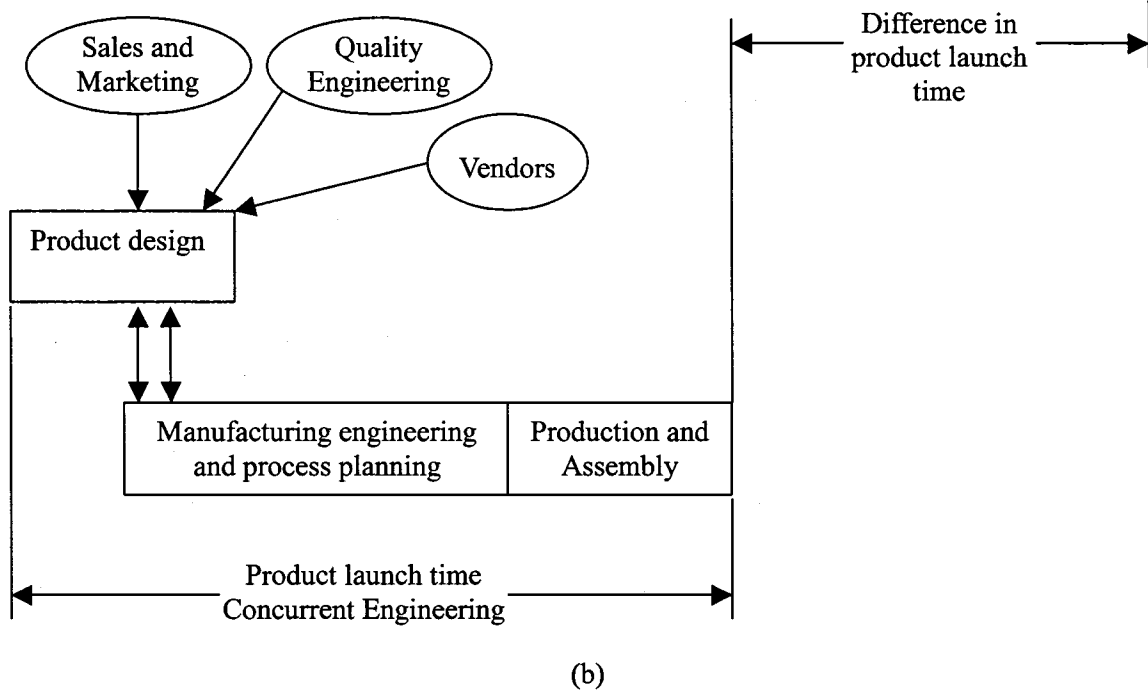 Sales and
Marketing
Quality
Engineering
Difference in
product launch
time
Vendors
Product design
Manufacturing engineering
and process planning
Production and
Assembly
Product launch time
Concurrent Engineering
(b)